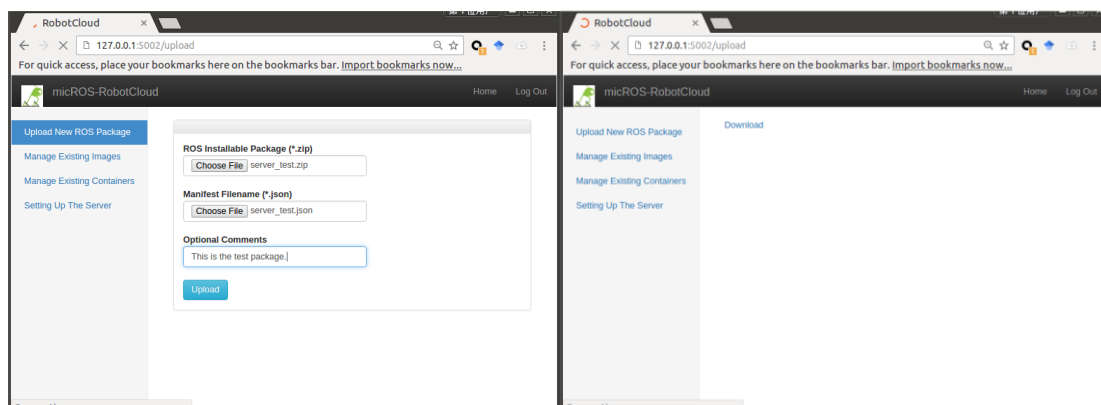 RobotCloud ×
127.0.0.1:5002/upload
For quick access, place your bookmarks here on the bookmarks bar. Import bookmarks now...
micROS-RobotCloud Home Log Out
Upload New ROS Package
Manage Existing Images
Manage Existing Containers
Setting Up The Server
ROS Installable Package (*.zip)
Choose File server_test.zip
Manifest Filename (*.json)
Choose File server_test.json
Optional Comments
This is the test package.
Upload
RobotCloud ×
127.0.0.1:5002/upload
For quick access, place your bookmarks here on the bookmarks bar. Import bookmarks now...
micROS-RobotCloud Home Log Out
Upload New ROS Package
Manage Existing Images
Manage Existing Containers
Setting Up The Server
Download